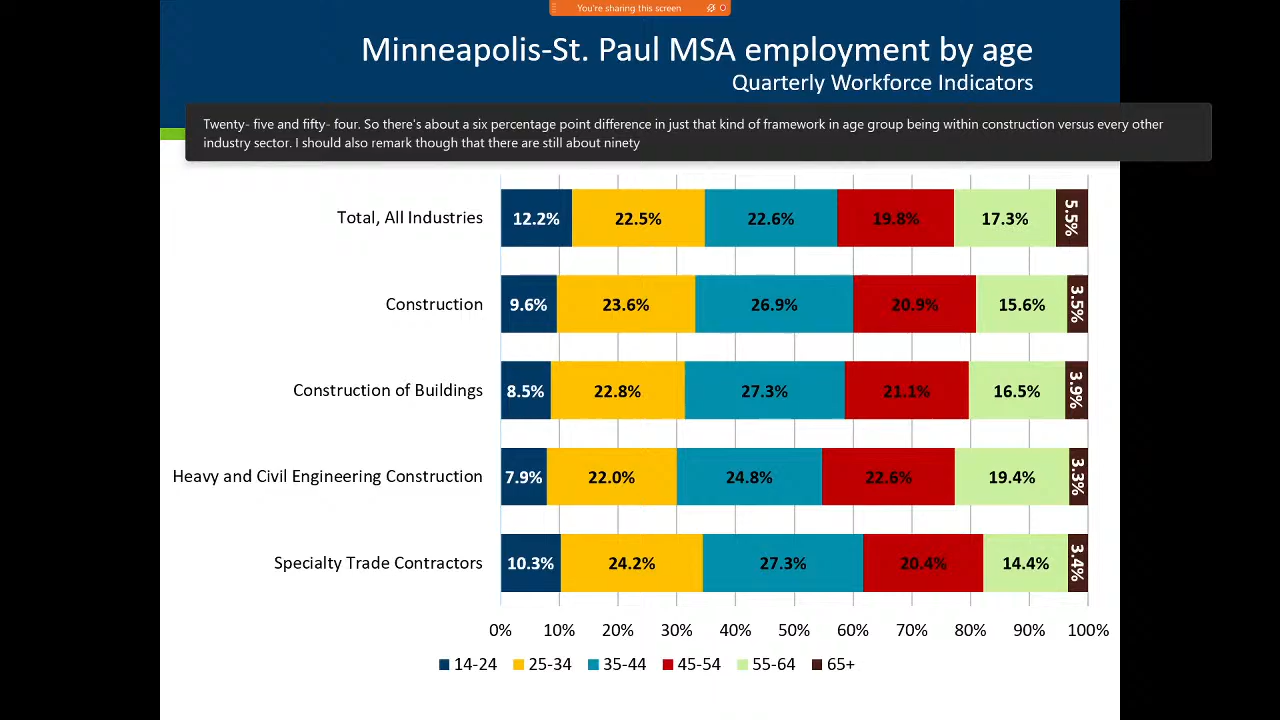 You're sharing this screen
Minneapolis-St. Paul MSA employment by age
Quarterly Workforce Indicators
Twenty- five and fifty- four. So there's about a six percentage point difference in just that kind of framework in age group being within construction versus every other
industry sector. I should also remark though that there are still about ninety
Total, All Industries 12.2% 22.5% 22.6% 19.8% 17.3% 5.5%
Construction 9.6% 23.6% 26.9% 20.9% 15.6% 3.5%
Construction of Buildings 8.5% 22.8% 27.3% 21.1% 16.5% 3.9%
Heavy and Civil Engineering Construction 7.9% 22.0% 24.8% 22.6% 19.4% 3.3%
Specialty Trade Contractors 10.3% 24.2% 27.3% 20.4% 14.4% 3.4%
0% 10% 20% 30% 40% 50% 60% 70% 80% 90% 100%
14-24 25-34 35-44 45-54 55-64 65+